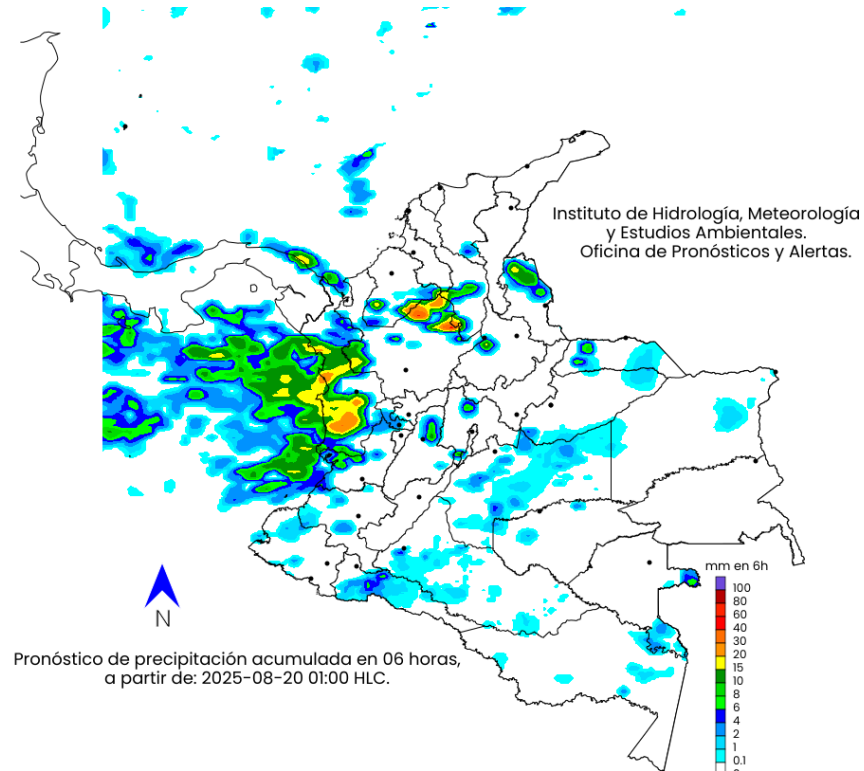 Instituto de Hidrología, Meteorología
y Estudios Ambientales.
Oficina de Pronósticos y Alertas.
N
Pronóstico de precipitación acumulada en 06 horas,
a partir de: 2025-08-20 01:00 HLC.
mm en 6h
100
80
60
40
30
20
15
10
8
6
4
2
1
0.1